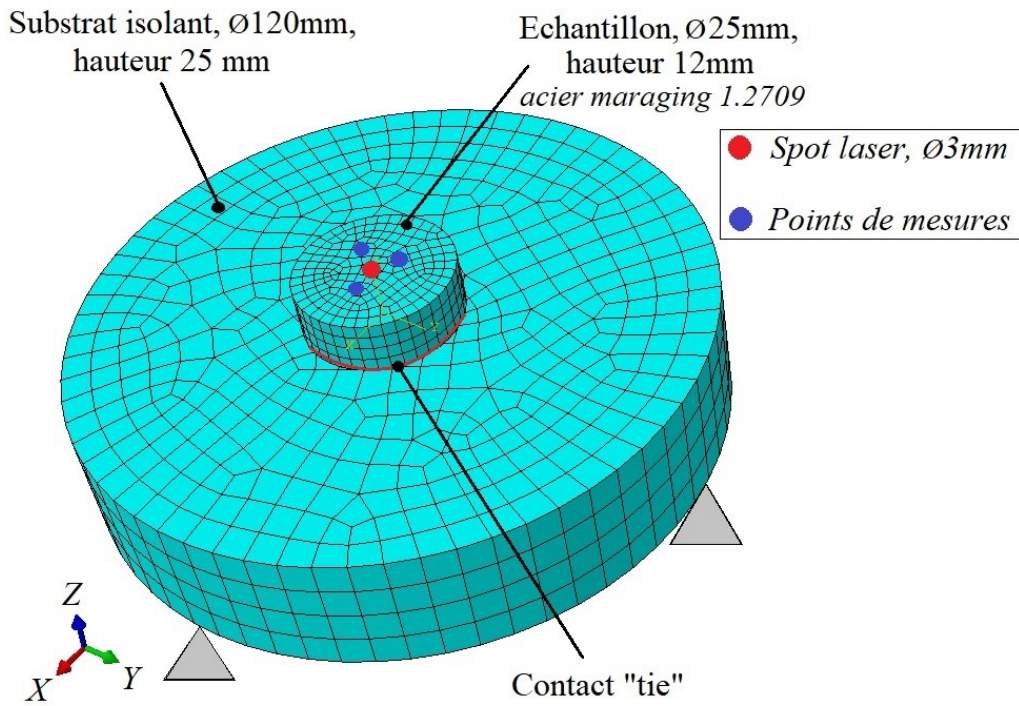 Substrat isolant, Ø120mm,
hauteur 25 mm
Echantillon, Ø25mm,
hauteur 12mm
acier maraging 1.2709
Spot laser, Ø3mm
Points de mesures
Z
X
Y
Contact "tie"